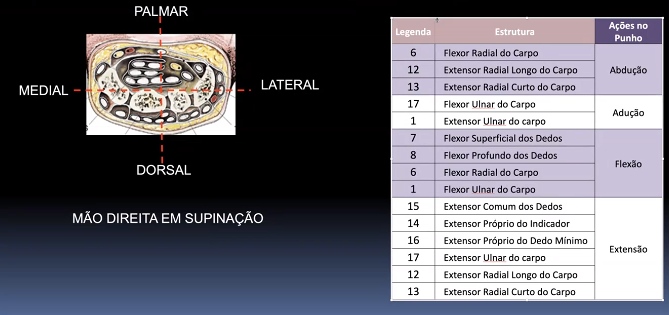 PALMAR
MEDIAL
LATERAL
DORSAL
MÃO DIREITA EM SUPINAÇÃO
Legenda Estrutura Ações no Punho
6 Flexor Radial do Carpo Abdução
12 Extensor Radial Longo do Carpo
13 Extensor Radial Curto do Carpo
17 Flexor Ulnar do Carpo Adução
1 Extensor Ulnar do carpo
7 Flexor Superficial dos Dedos Flexão
8 Flexor Profundo dos Dedos
6 Flexor Radial do Carpo
1 Flexor Ulnar do Carpo
15 Extensor Comum dos Dedos Extensão
14 Extensor Próprio do Indicador
16 Extensor Próprio do Dedo Mínimo
17 Extensor Ulnar do carpo
12 Extensor Radial Longo do Carpo
13 Extensor Radial Curto do Carpo